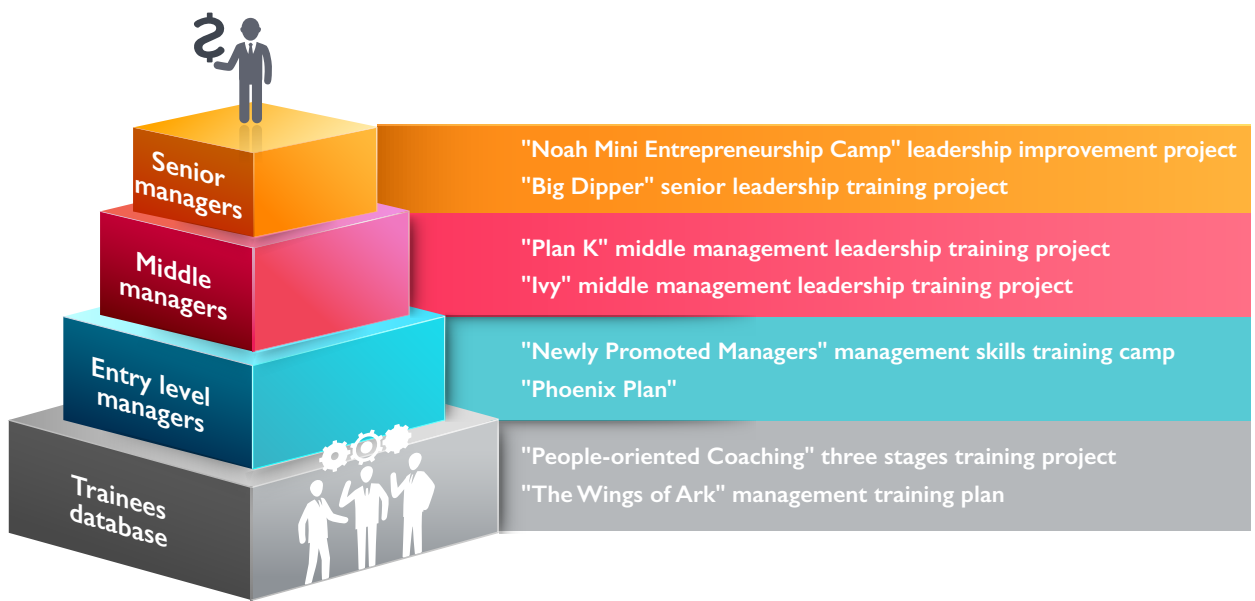 Senior
managers
"Noah Mini Entrepreneurship Camp" leadership improvement project
"Big Dipper" senior leadership training project
Middle
managers
"Plan K" middle management leadership training project
"Ivy" middle management leadership training project
Entry level
managers
"Newly Promoted Managers" management skills training camp
"Phoenix Plan"
Trainees
database
"People-oriented Coaching" three stages training project
"The Wings of Ark" management training plan